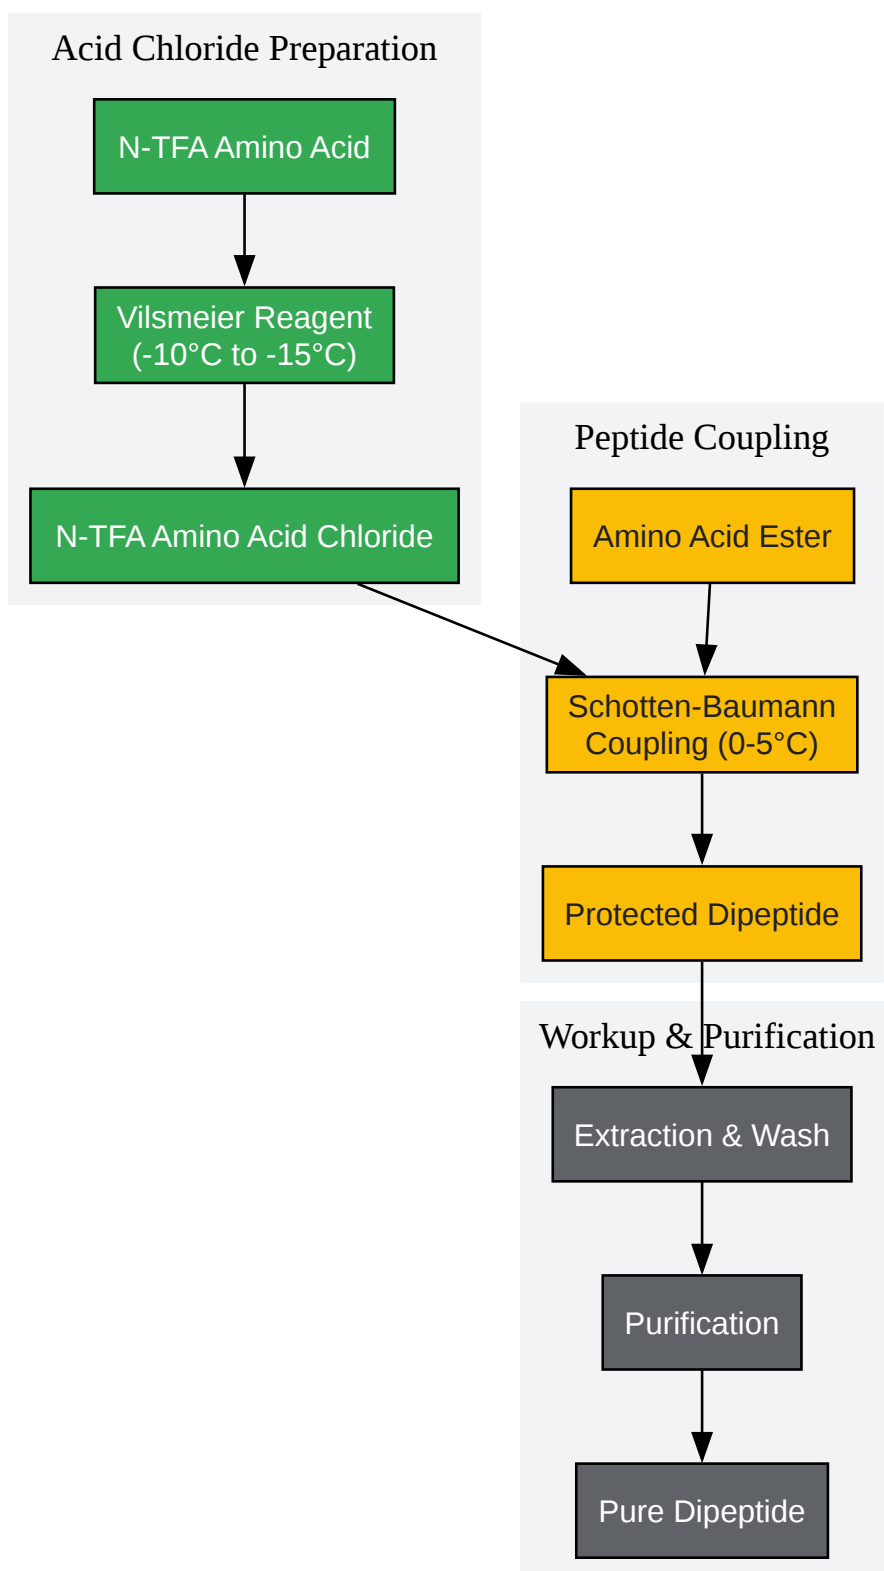 Acid Chloride Preparation
N-TFA Amino Acid
Vilsmeier Reagent
(-10°C to -15°C)
N-TFA Amino Acid Chloride
Peptide Coupling
Amino Acid Ester
Schotten-Baumann
Coupling (0-5°C)
Protected Dipeptide
Workup & Purification
Extraction & Wash
Purification
Pure Dipeptide